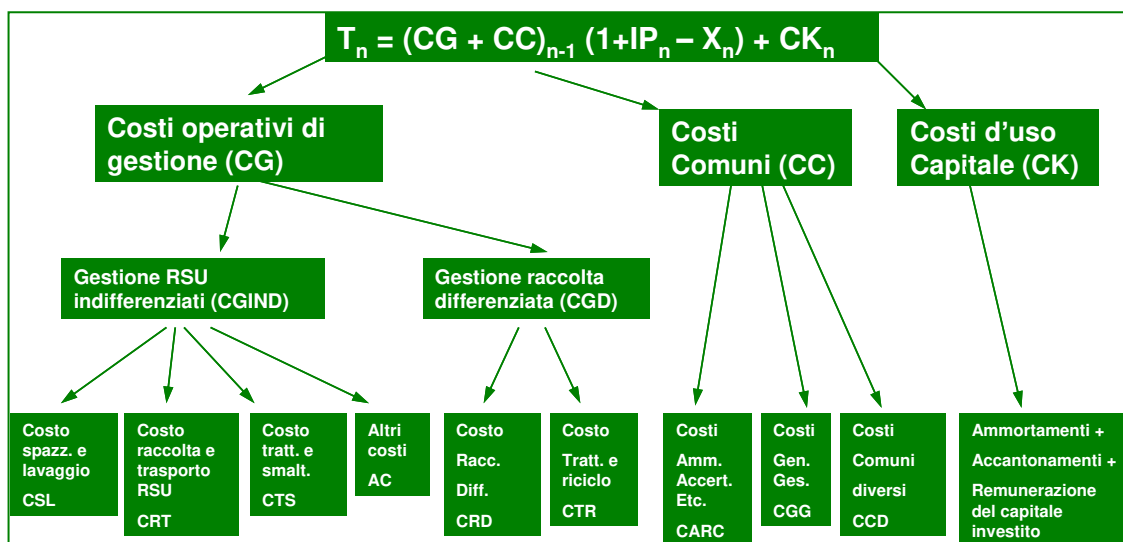 Tn = (CG + CC)n-1 (1+IPn – Xn) + CKn
Costi operativi di
gestione (CG)
Costi
Comuni (CC)
Costi d'uso
Capitale (CK)
Gestione RSU
indifferenziati (CGIND)
Gestione raccolta
differenziata (CGD)
Costo
spazz. e
lavaggio
CSL
Costo
raccolta e
trasporto
RSU
CRT
Costo
tratt. e
smalt.
CTS
Altri
costi
AC
Costo
Racc.
Diff.
CRD
Costo
Tratt. e
riciclo
CTR
Costi
Amm.
Accert.
Etc.
CARC
Costi
Gen.
Ges.
CGG
Costi
Comuni
diversi
CCD
Ammortamenti +
Accantonamenti +
Remunerazione
del capitale
investito